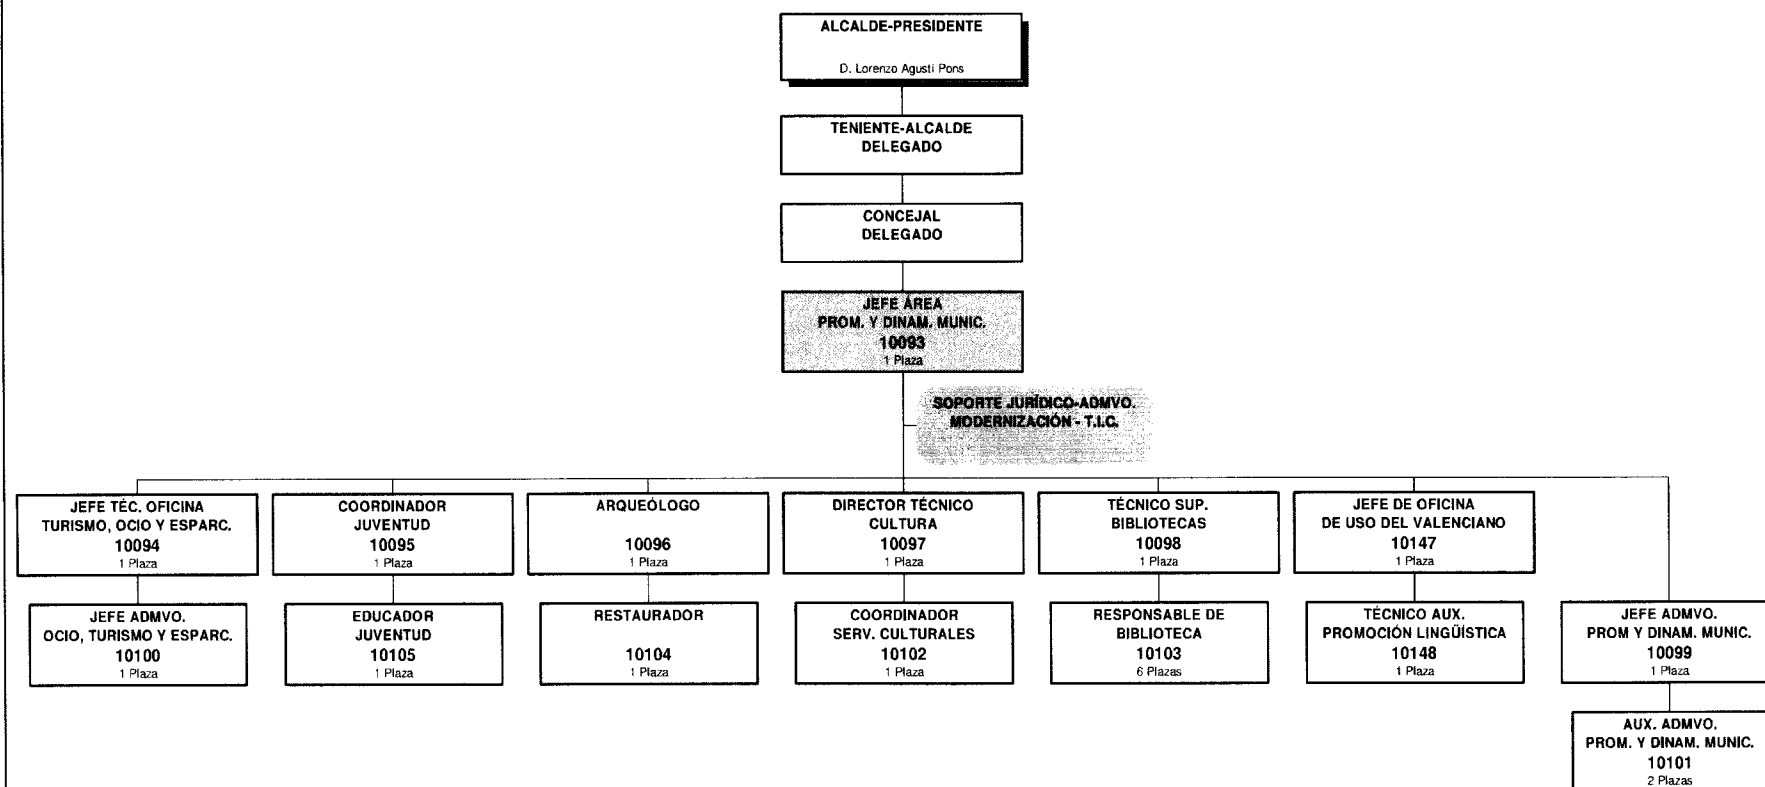 ALCALDE-PRESIDENTE
D. Lorenzo Agustí Pons
TENIENTE-ALCALDE
DELEGADO
CONCEJAL
DELEGADO
JEFE ÁREA
PROM. Y DINAM. MUNIC.
10093
1 Plaza
SOPORTE JURÍDICO-ADMVO.
MODERNIZACIÓN - T.I.C.
JEFE TÉC. OFICINA
TURISMO, OCIO Y ESPARC.
10094
1 Plaza
COORDINADOR
JUVENTUD
10095
1 Plaza
ARQUEÓLOGO
10096
1 Plaza
DIRECTOR TÉCNICO
CULTURA
10097
1 Plaza
TÉCNICO SUP.
BIBLIOTECAS
10098
1 Plaza
JEFE DE OFICINA
DE USO DEL VALENCIANO
10147
1 Plaza
JEFE ADMVO.
OCIO, TURISMO Y ESPARC.
10100
1 Plaza
EDUCADOR
JUVENTUD
10105
1 Plaza
RESTAURADOR
10104
1 Plaza
COORDINADOR
SERV. CULTURALES
10102
1 Plaza
RESPONSABLE DE
BIBLIOTECA
10103
6 Plazas
TÉCNICO AUX.
PROMOCIÓN LINGÜÍSTICA
10148
1 Plaza
JEFE ADMVO.
PROM Y DINAM. MUNIC.
10099
1 Plaza
AUX. ADMVO.
PROM. Y DINAM. MUNIC.
10101
2 Plazas